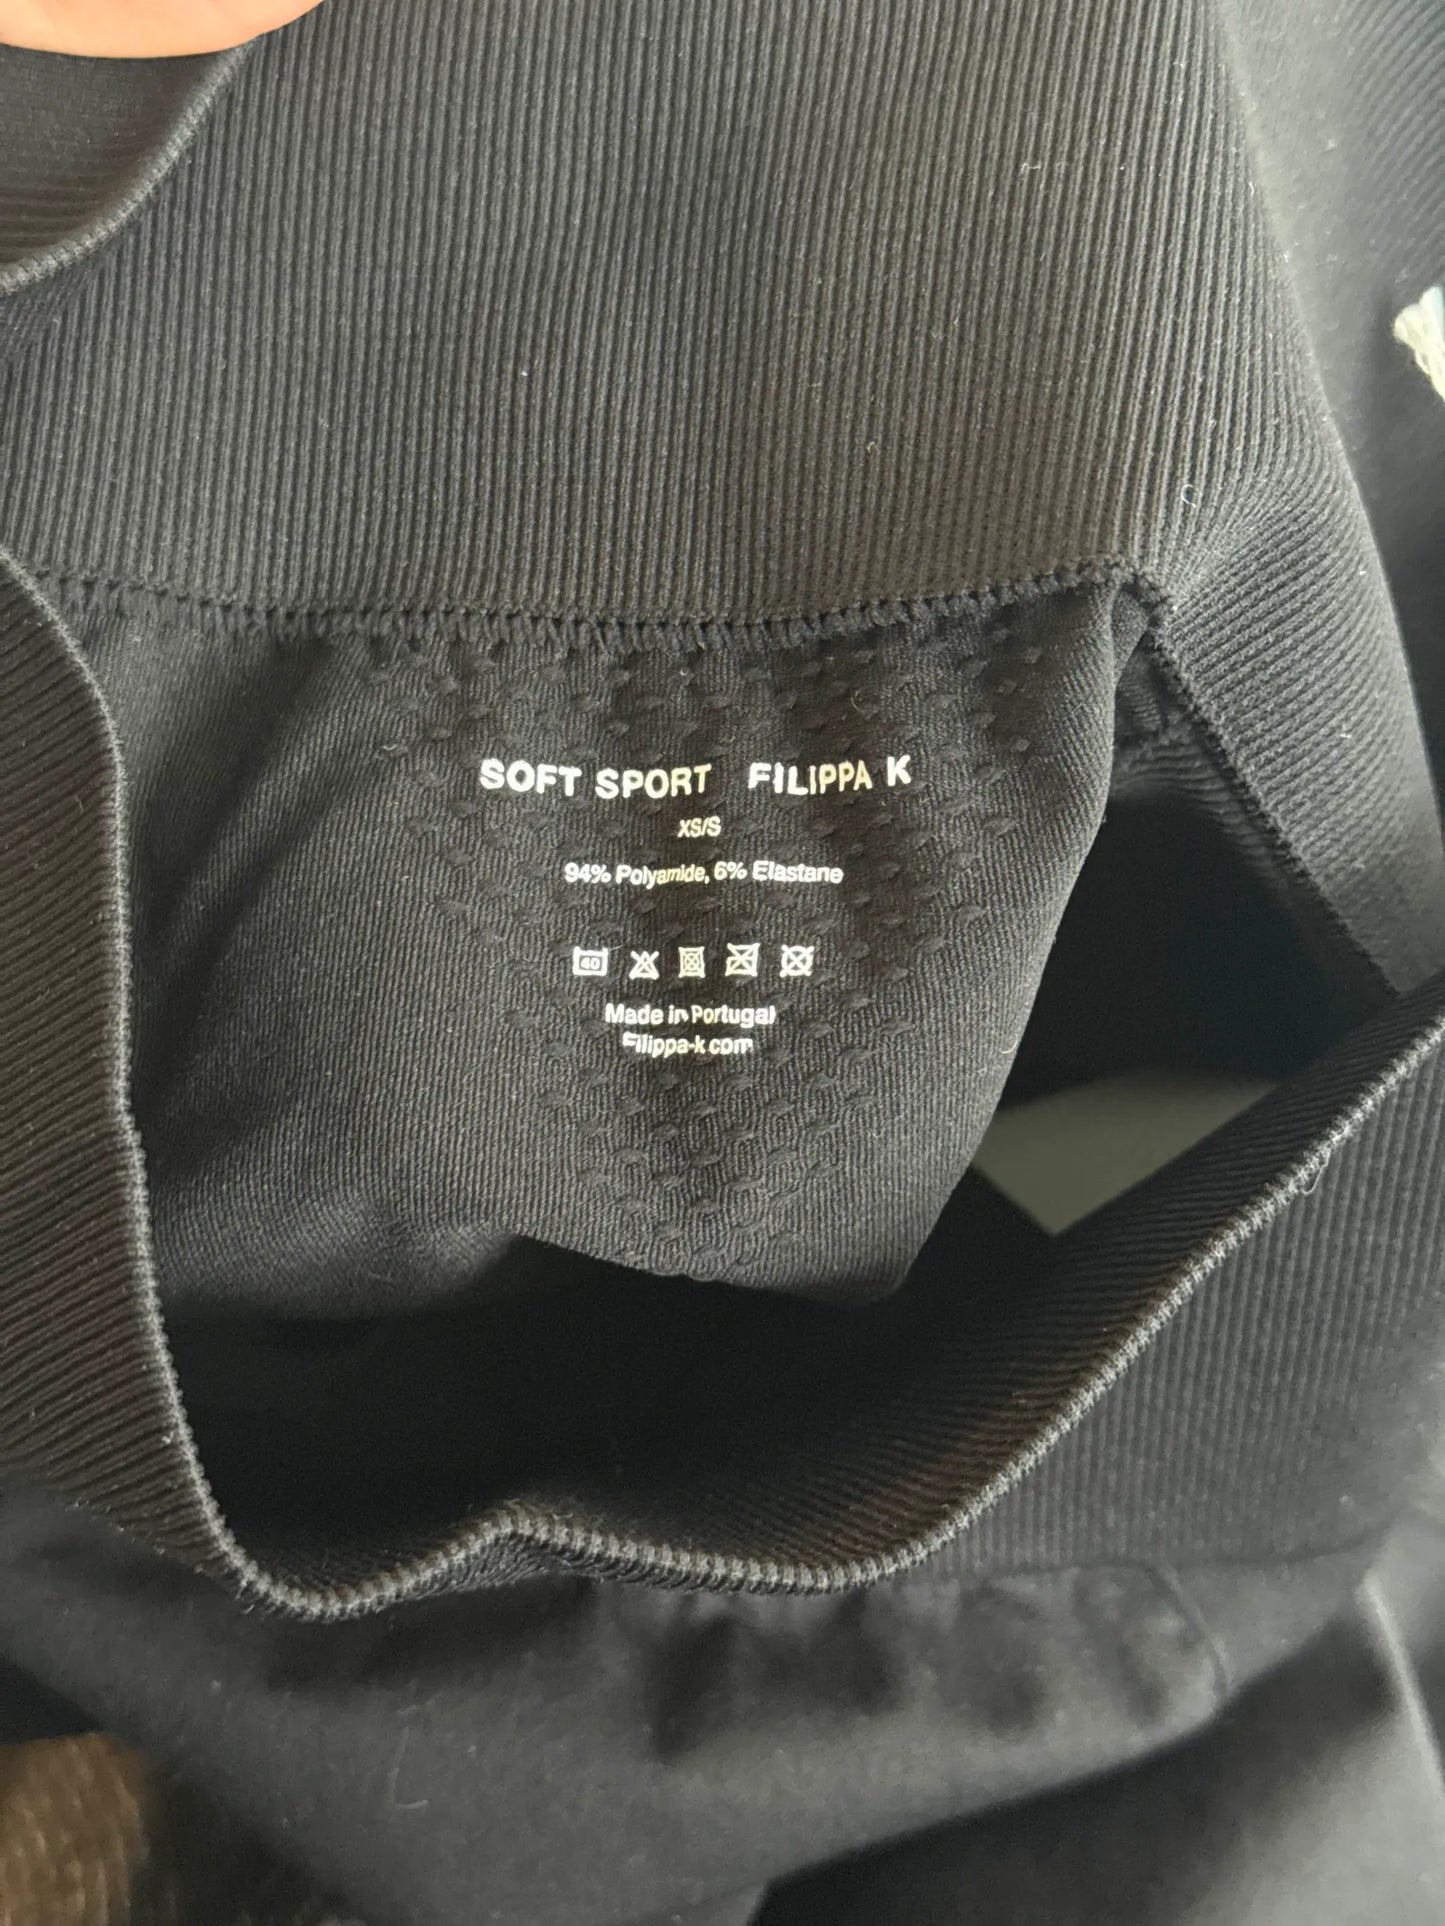 SOFT SPORT FILIPPA K
XS/S
94% Polyamide, 6% Elastane
40
Made in Portugal
Filippa-k com